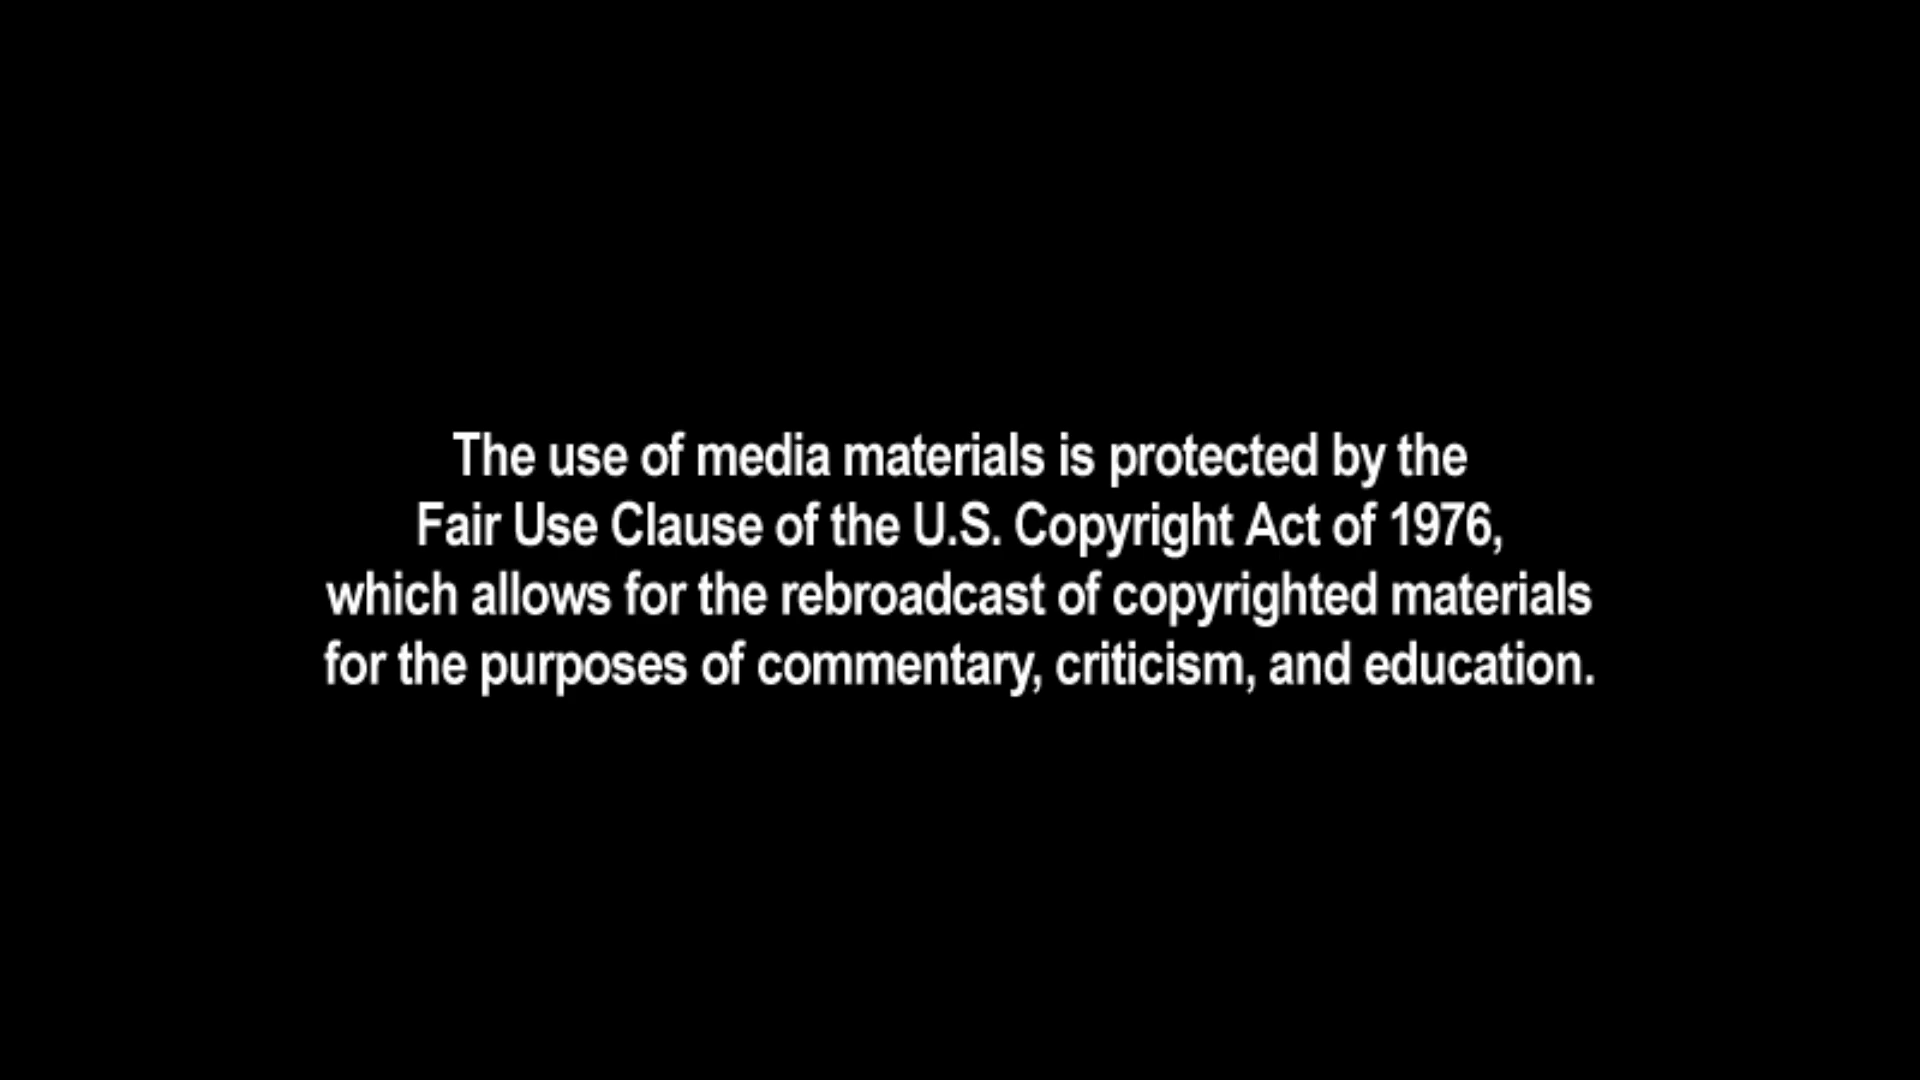 The use of media materials is protected by the
Fair Use Clause of the U.S. Copyright Act of 1976,
which allows for the rebroadcast of copyrighted materials
for the purposes of commentary, criticism, and education.